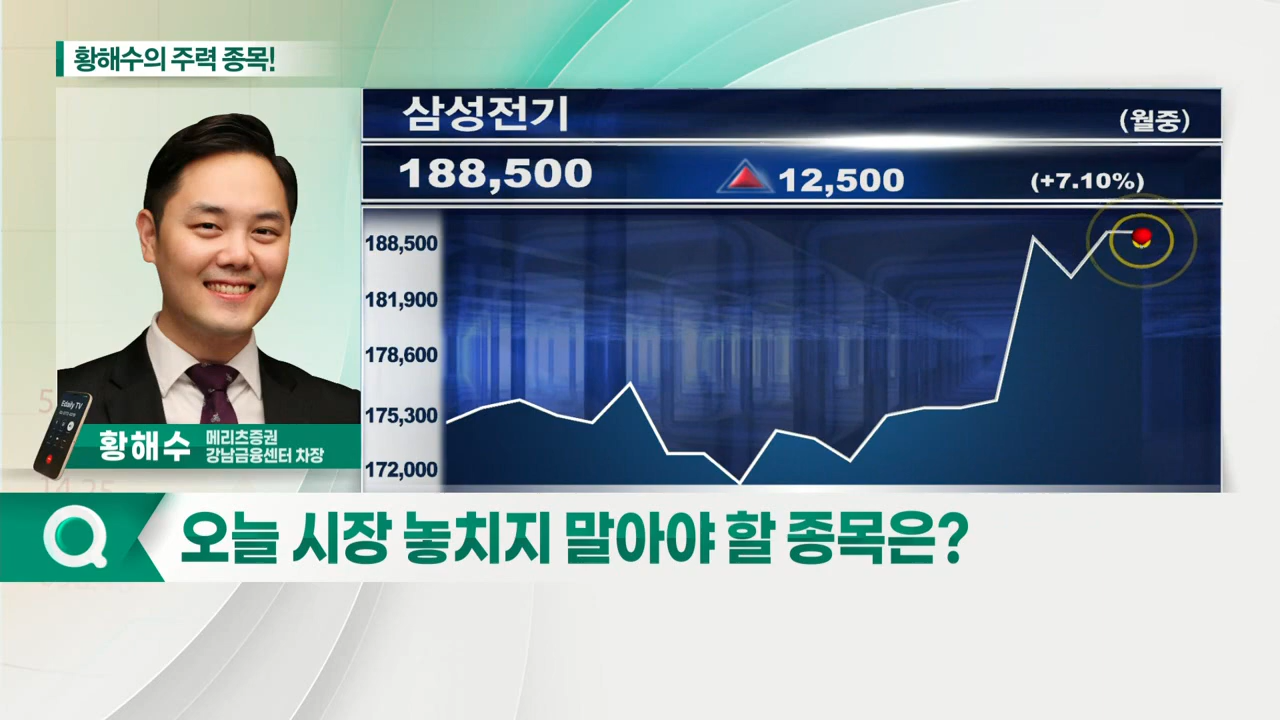 황해수의 주력 종목!
삼성전기
(월중)
188,500
12,500
(+7.10%)
188,500
181,900
178,600
175,300
172,000
Edaily TV
황해수
메리츠증권
강남금융센터 차장
Q
오늘 시장 놓치지 말아야 할 종목은?